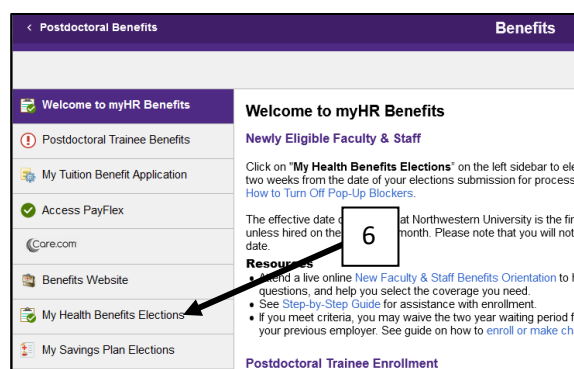 Postdoctoral Benefits
Benefits
Welcome to myHR Benefits
Postdoctoral Trainee Benefits
My Tuition Benefit Application
Access PayFlex
Care.com
Benefits Website
My Health Benefits Elections
My Savings Plan Elections
Welcome to myHR Benefits
Newly Eligible Faculty & Staff
Click on "My Health Benefits Elections" on the left sidebar to ele
two weeks from the date of your elections submission for process
How to Turn Off Pop-Up Blockers.
The effective date at Northwestern University is the fir
unless hired on the month. Please note that you will not
date.
6
Resources
• Attend a live online New Faculty & Staff Benefits Orientation to h
questions, and help you select the coverage you need.
• See Step-by-Step Guide for assistance with enrollment.
• If you meet criteria, you may waive the two year waiting period f
your previous employer. See guide on how to enroll or make ch
Postdoctoral Trainee Enrollment